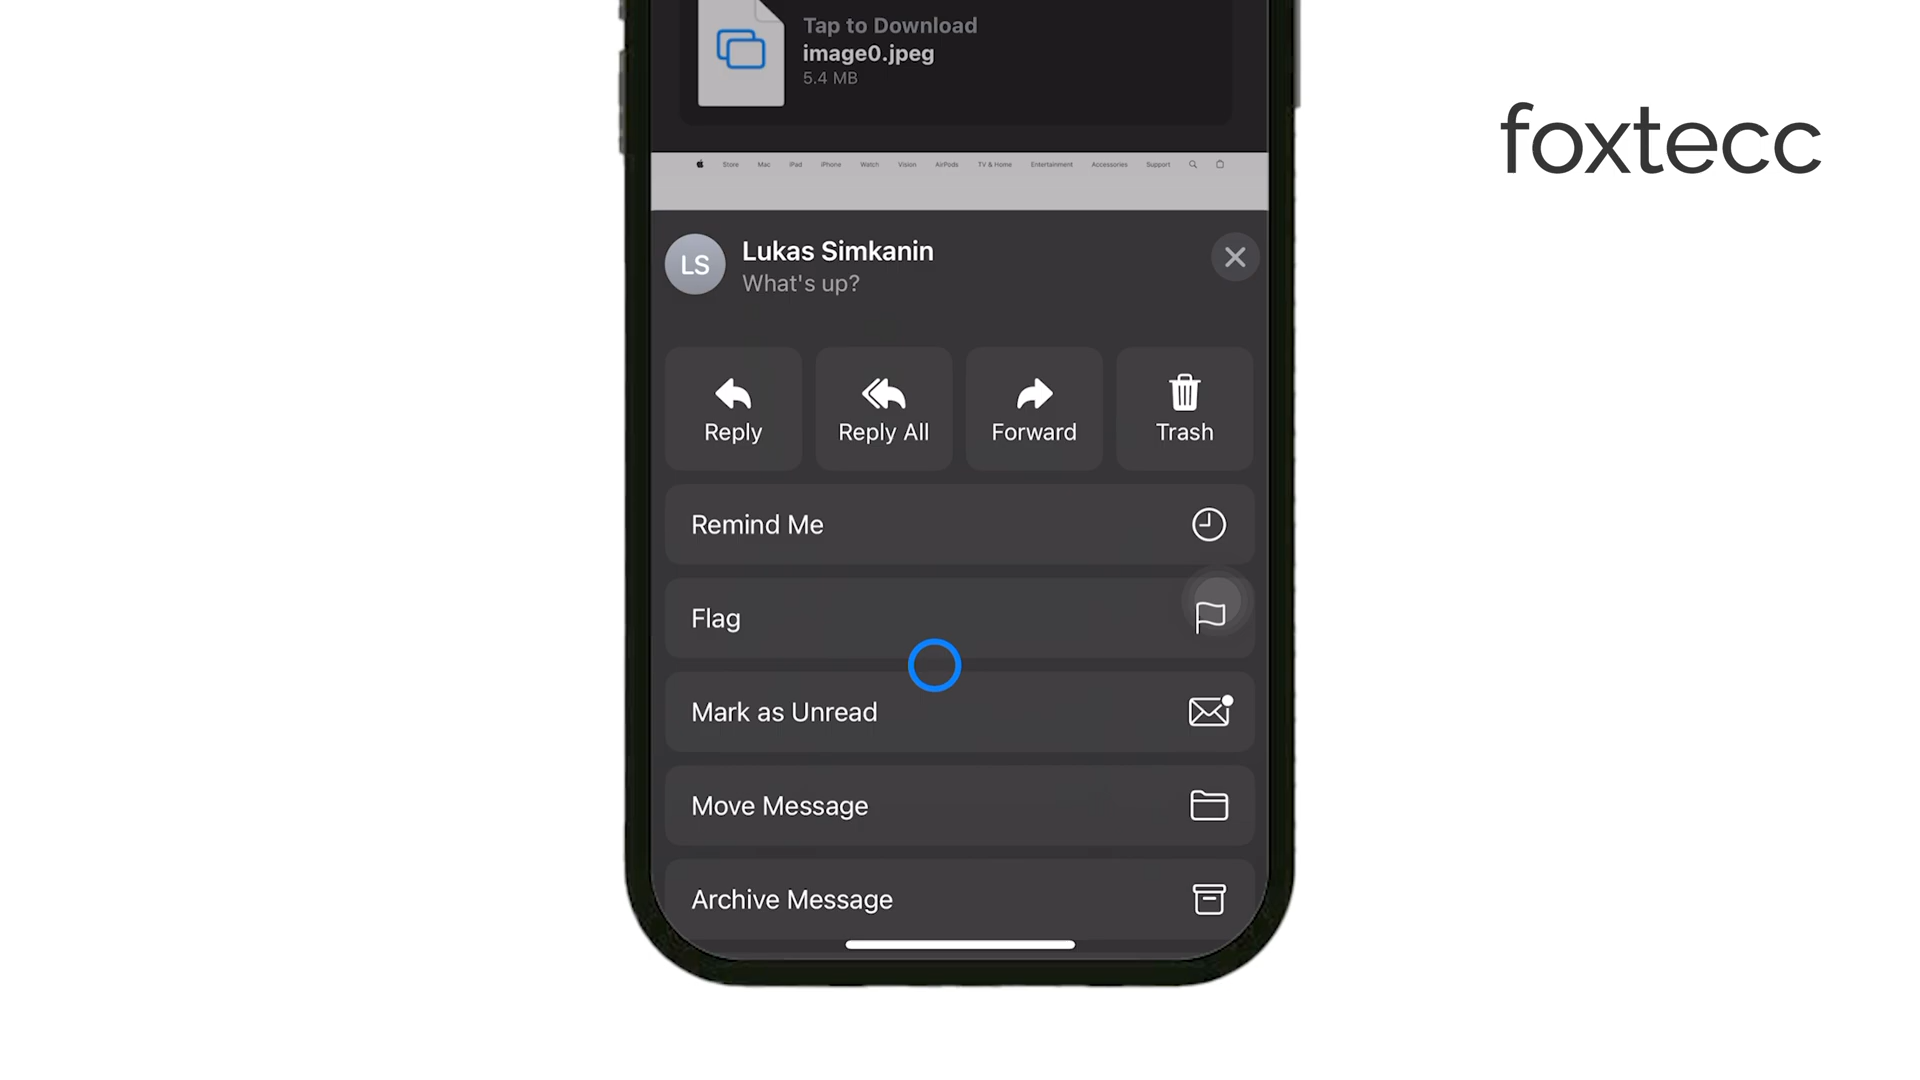 Tap to Download
image0.jpeg
5.4 MB
foxtecc
Store Mac iPad iPhone Watch Vision AirPods TV & Home Entertainment Accessories Support
LS
Lukas Simkanin
What's up?
Reply Reply All Forward Trash
Remind Me
Flag
Mark as Unread
Move Message
Archive Message